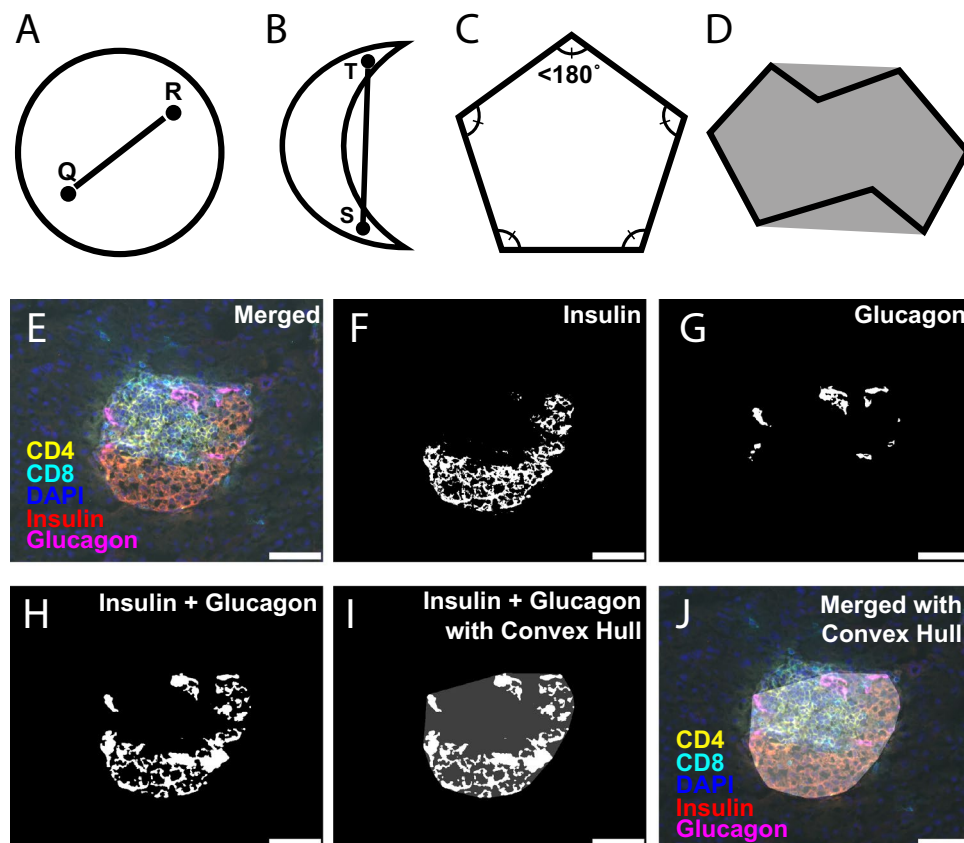 A
B
C
D
R
Q
T
S
<180°
E
Merged
CD4
CD8
DAPI
Insulin
Glucagon
F
Insulin
G
Glucagon
H
Insulin + Glucagon
I
Insulin + Glucagon
with Convex Hull
J
Merged with
Convex Hull
CD4
CD8
DAPI
Insulin
Glucagon